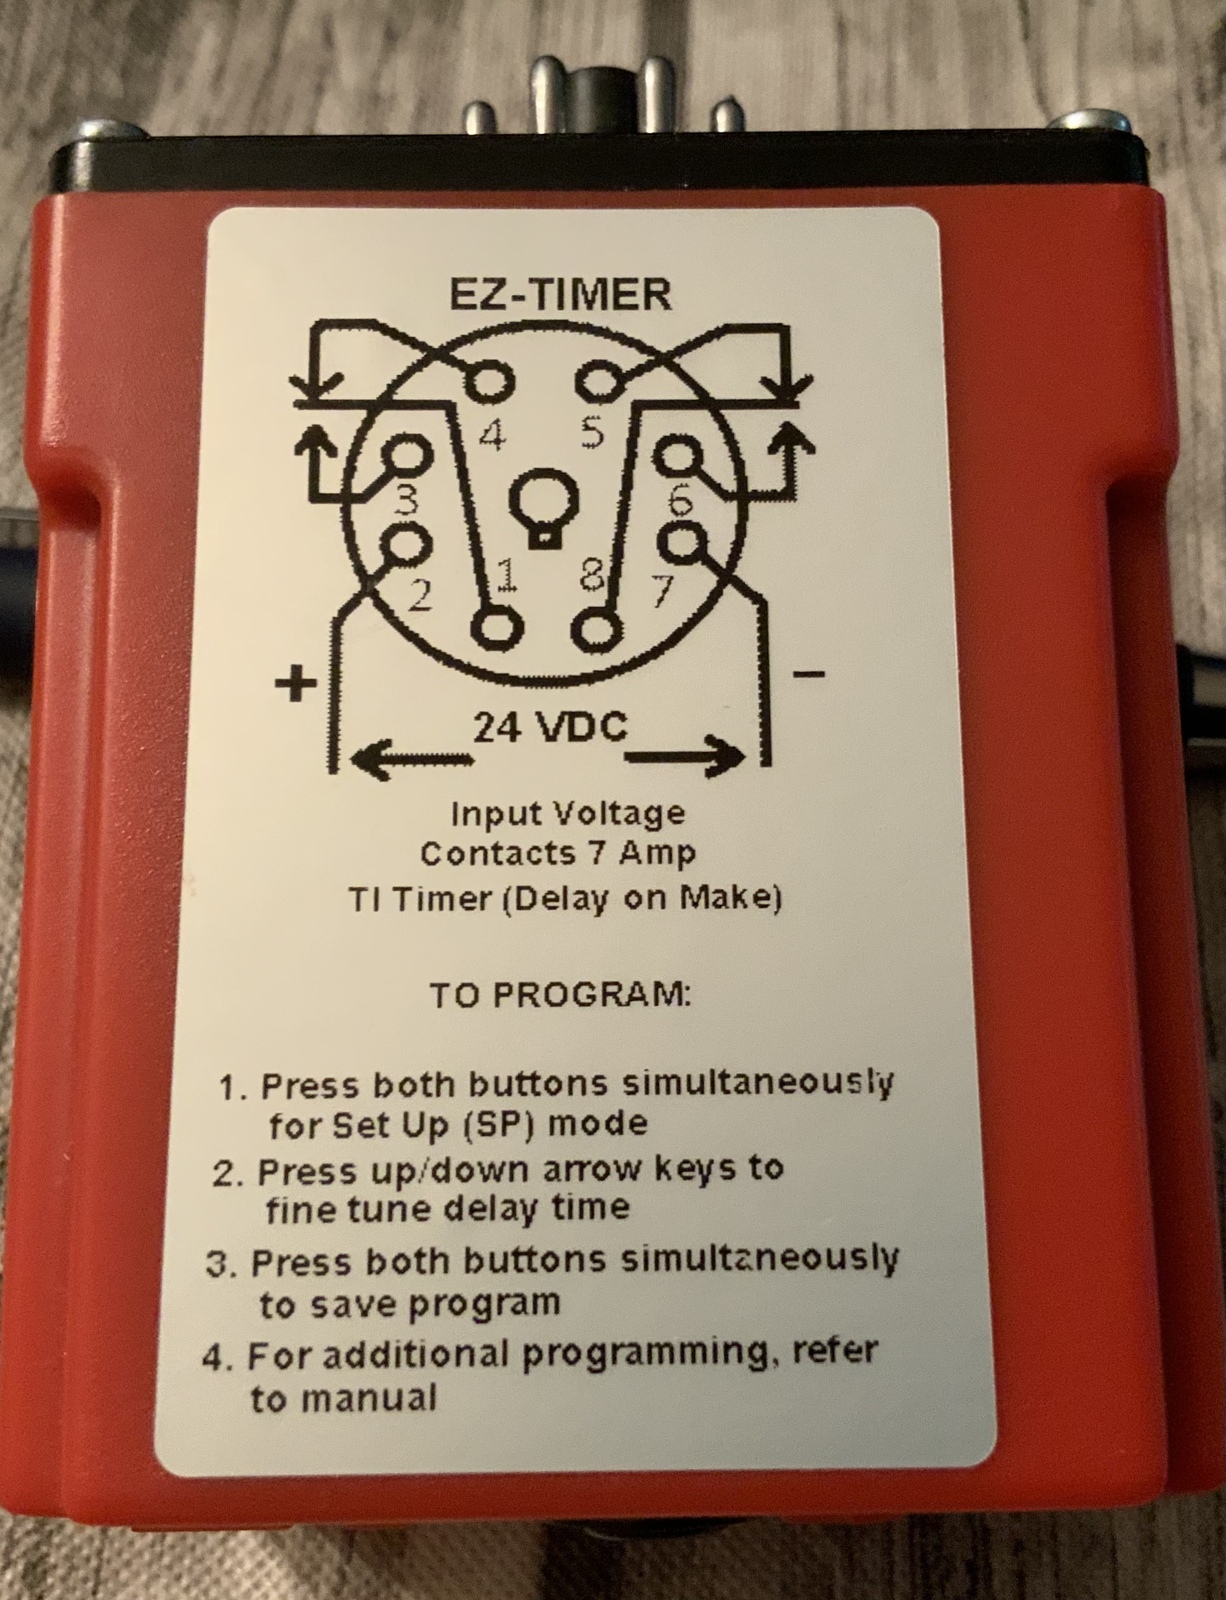 EZ-TIMER
4 5
3 6
2 1 8 7
+ −
24 VDC
Input Voltage
Contacts 7 Amp
TI Timer (Delay on Make)
TO PROGRAM:
1. Press both buttons simultaneously
for Set Up (SP) mode
2. Press up/down arrow keys to
fine tune delay time
3. Press both buttons simultaneously
to save program
4. For additional programming, refer
to manual